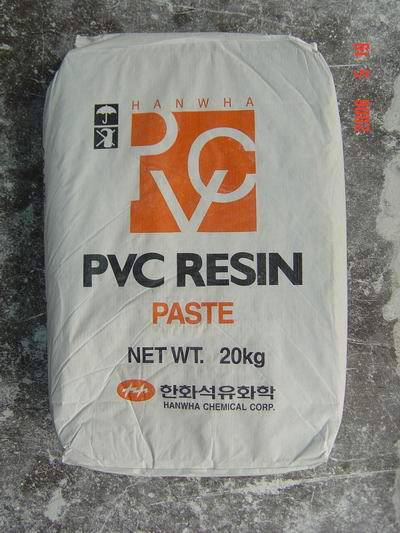 HANWHA
PVC
PVC RESIN
PASTE
NET WT. 20kg
한화석유화학
HANWHA CHEMICAL CORP.